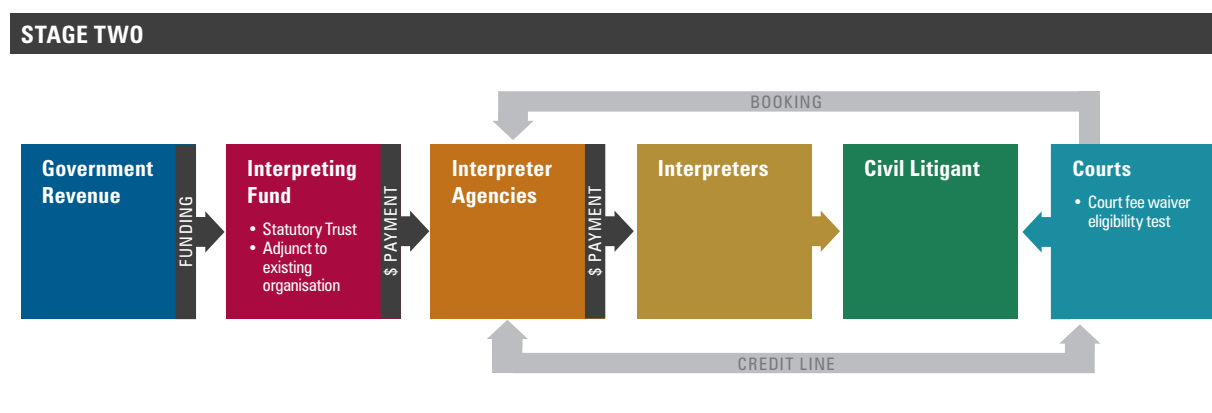 STAGE TWO
BOOKING
Government
Revenue
FUNDING
Interpreting
Fund
• Statutory Trust
• Adjunct to
existing
organisation
$ PAYMENT
Interpreter
Agencies
$ PAYMENT
Interpreters
Civil Litigant
Courts
• Court fee waiver
eligibility test
CREDIT LINE